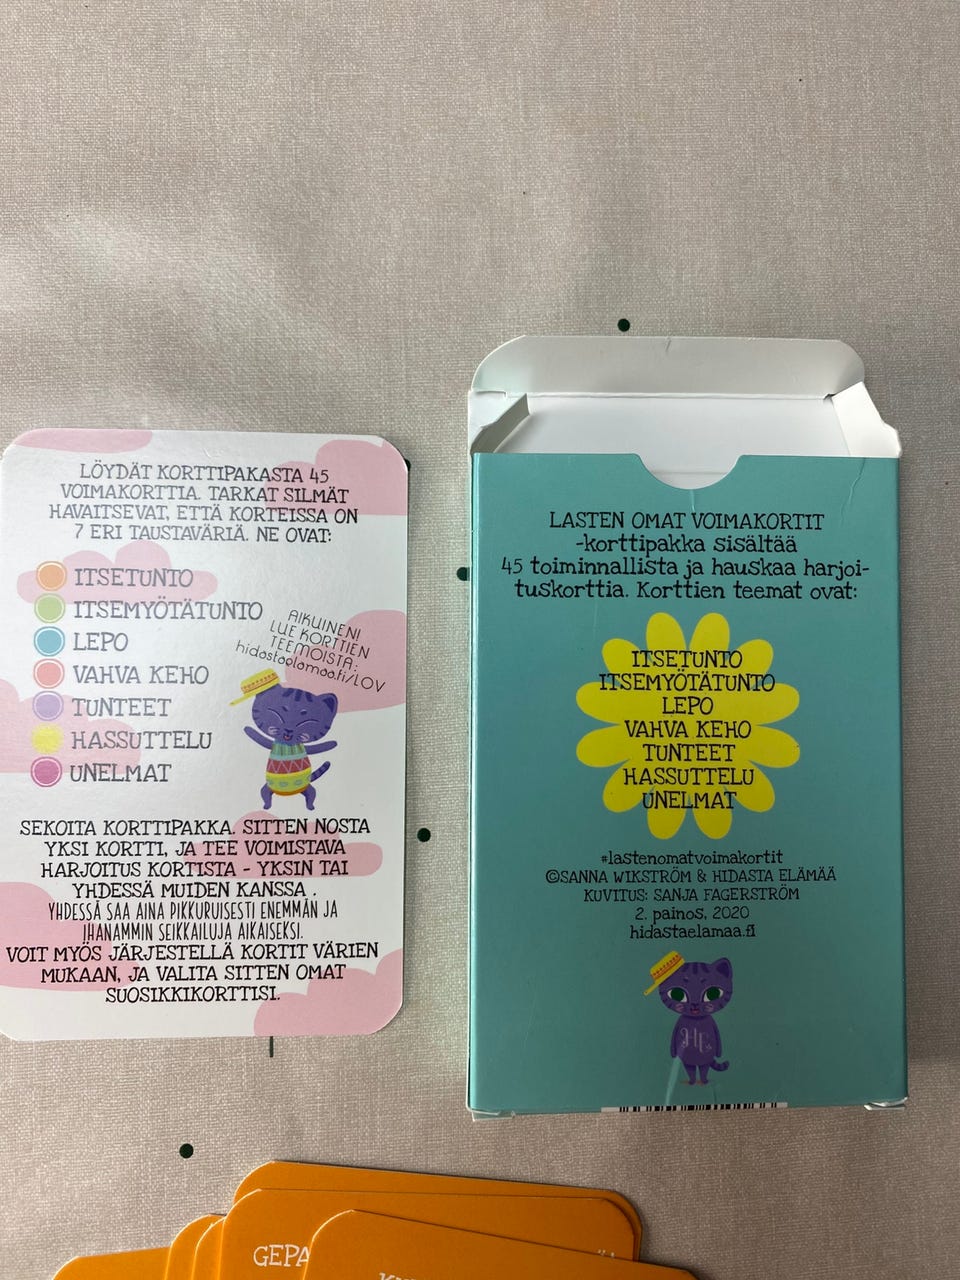 LÖYDÄT KORTTIPAKASTA 45
VOIMAKORTTIA. TARKAT SILMÄT
HAVAITSEVAT, ETTÄ KORTEISSA ON
7 ERI TAUSTAVÄRIÄ. NE OVAT:
ITSETUNTO
ITSEMYÖTÄTUNTO
LEPO
VAHVA KEHO
TUNTEET
HASSUTTELU
UNELMAT
AIKUINEN!
LUE KORTTIEN
TEEMOISTA:
hidastaelamaa.fi/LOV
SEKOITA KORTTIPAKKA. SITTEN NOSTA
YKSI KORTTI, JA TEE VOIMISTAVA
HARJOITUS KORTISTA - YKSIN TAI
YHDESSÄ MUIDEN KANSSA .
YHDESSÄ SAA AINA PIKKURUISESTI ENEMMÄN JA
IHANAMMIN SEIKKAILUJA AIKAISEKSI.
VOIT MYÖS JÄRJESTELLÄ KORTIT VÄRIEN
MUKAAN, JA VALITA SITTEN OMAT
SUOSIKKIKORTTISI.
LASTEN OMAT VOIMAKORTIT
-korttipakka sisältää
45 toiminnallista ja hauskaa harjoi-
tuskorttia. Korttien teemat ovat:
ITSETUNTO
ITSEMYÖTÄTUNTO
LEPO
VAHVA KEHO
TUNTEET
HASSUTTELU
UNELMAT
#lastenomatvoimakortit
©SANNA WIKSTRÖM & HIDASTA ELÄMÄÄ
KUVITUS: SANJA FAGERSTRÖM
2. painos, 2020
hidastaelamaa.fi
HE
GEPA